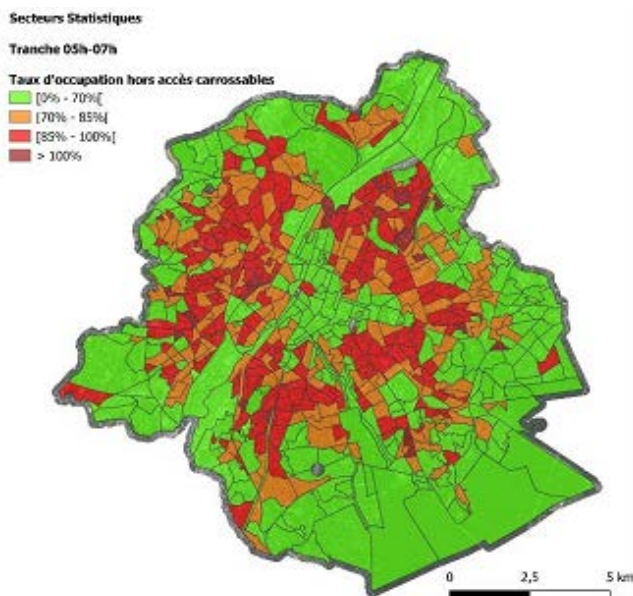 Secteurs Statistiques
Tranche 05h-07h
Taux d'occupation hors accès carrossables
[0% - 70%[
[70% - 85%[
[85% - 100%[
> 100%
0 2,5 5 km